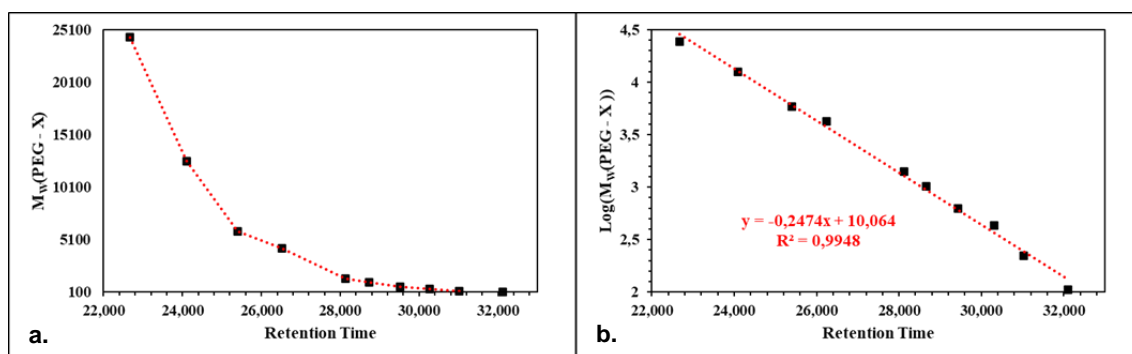 25100
20100
15100
10100
5100
100
22,000 24,000 26,000 28,000 30,000 32,000
M_W(PEG - X)
Retention Time
a.
4,5
4
3,5
3
2,5
2
22,000 24,000 26,000 28,000 30,000 32,000
Log(M_W(PEG - X ))
y = -0,2474x + 10,064
R² = 0,9948
Retention Time
b.